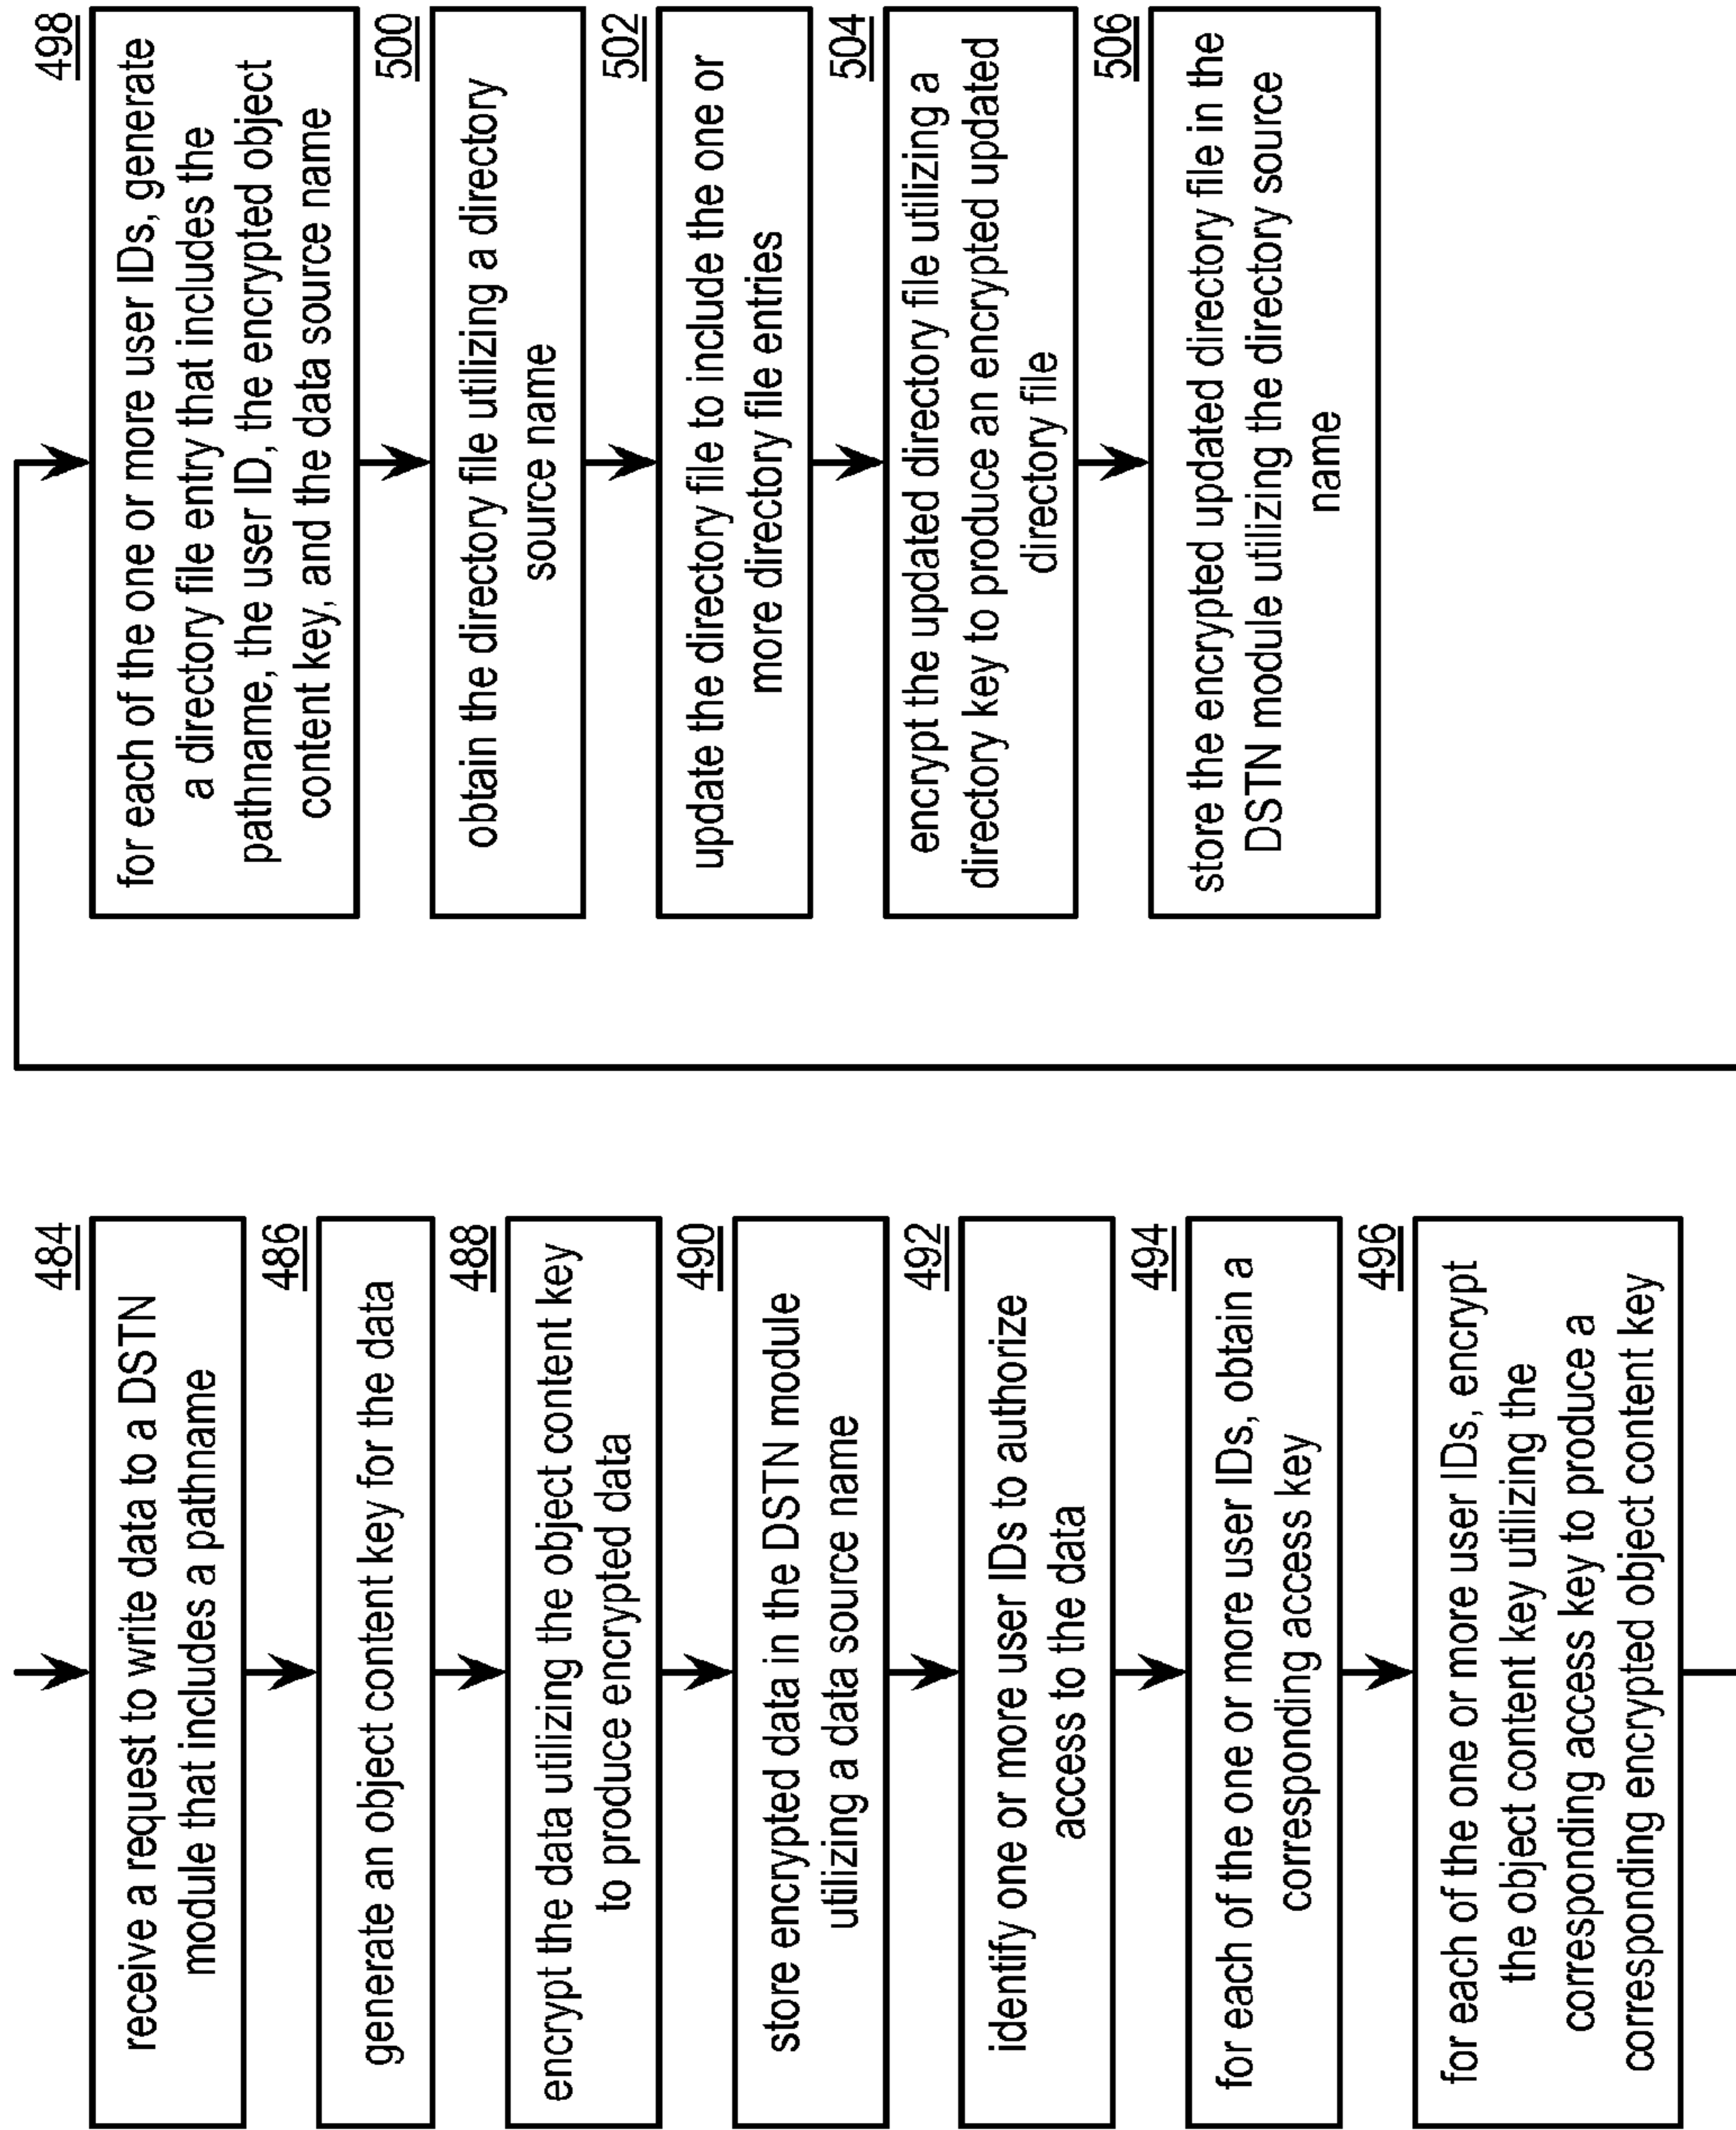 484
receive a request to write data to a DSTN
module that includes a pathname
486
generate an object content key for the data
488
encrypt the data utilizing the object content key
to produce encrypted data
490
store encrypted data in the DSTN module
utilizing a data source name
492
identify one or more user IDs to authorize
access to the data
494
for each of the one or more user IDs, obtain a
corresponding access key
496
for each of the one or more user IDs, encrypt
the object content key utilizing the
corresponding access key to produce a
corresponding encrypted object content key
498
for each of the one or more user IDs, generate
a directory file entry that includes the
pathname, the user ID, the encrypted object
content key, and the data source name
500
obtain the directory file utilizing a directory
source name
502
update the directory file to include the one or
more directory file entries
504
encrypt the updated directory file utilizing a
directory key to produce an encrypted updated
directory file
506
store the encrypted updated directory file in the
DSTN module utilizing the directory source
name